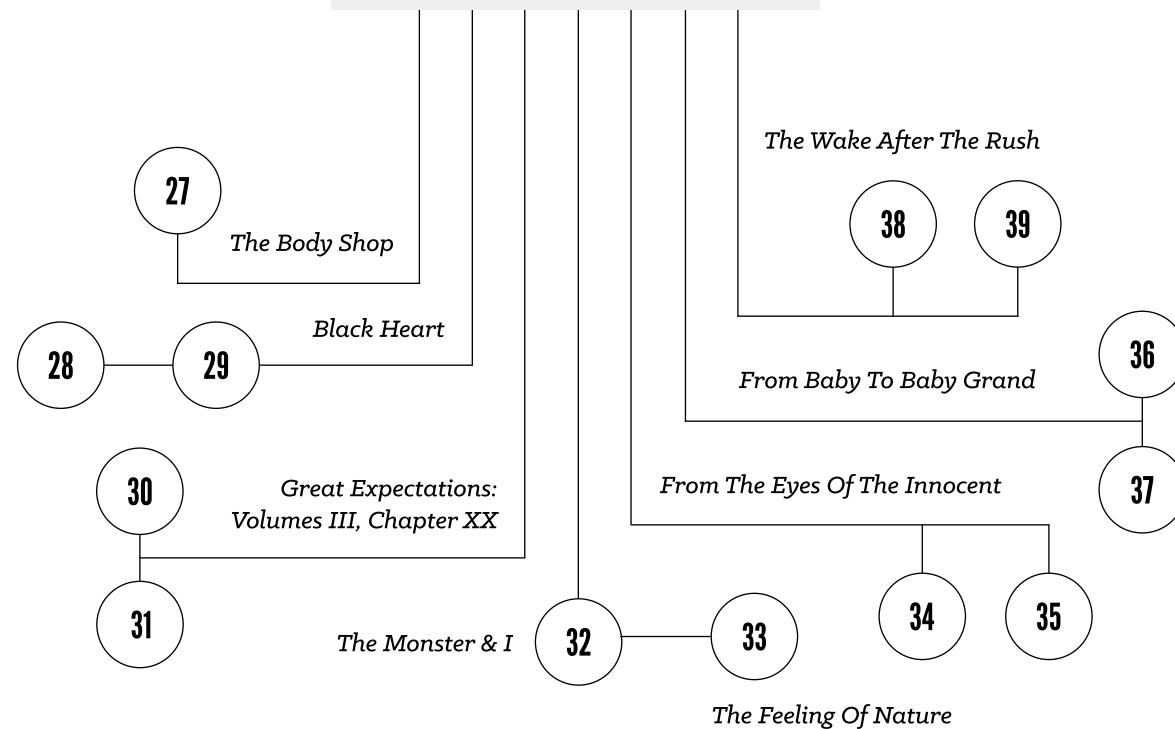 The Wake After The Rush
27
38
39
The Body Shop
Black Heart
28
29
36
From Baby To Baby Grand
30
Great Expectations:
Volumes III, Chapter XX
From The Eyes Of The Innocent
37
31
34
35
The Monster & I
32
33
The Feeling Of Nature